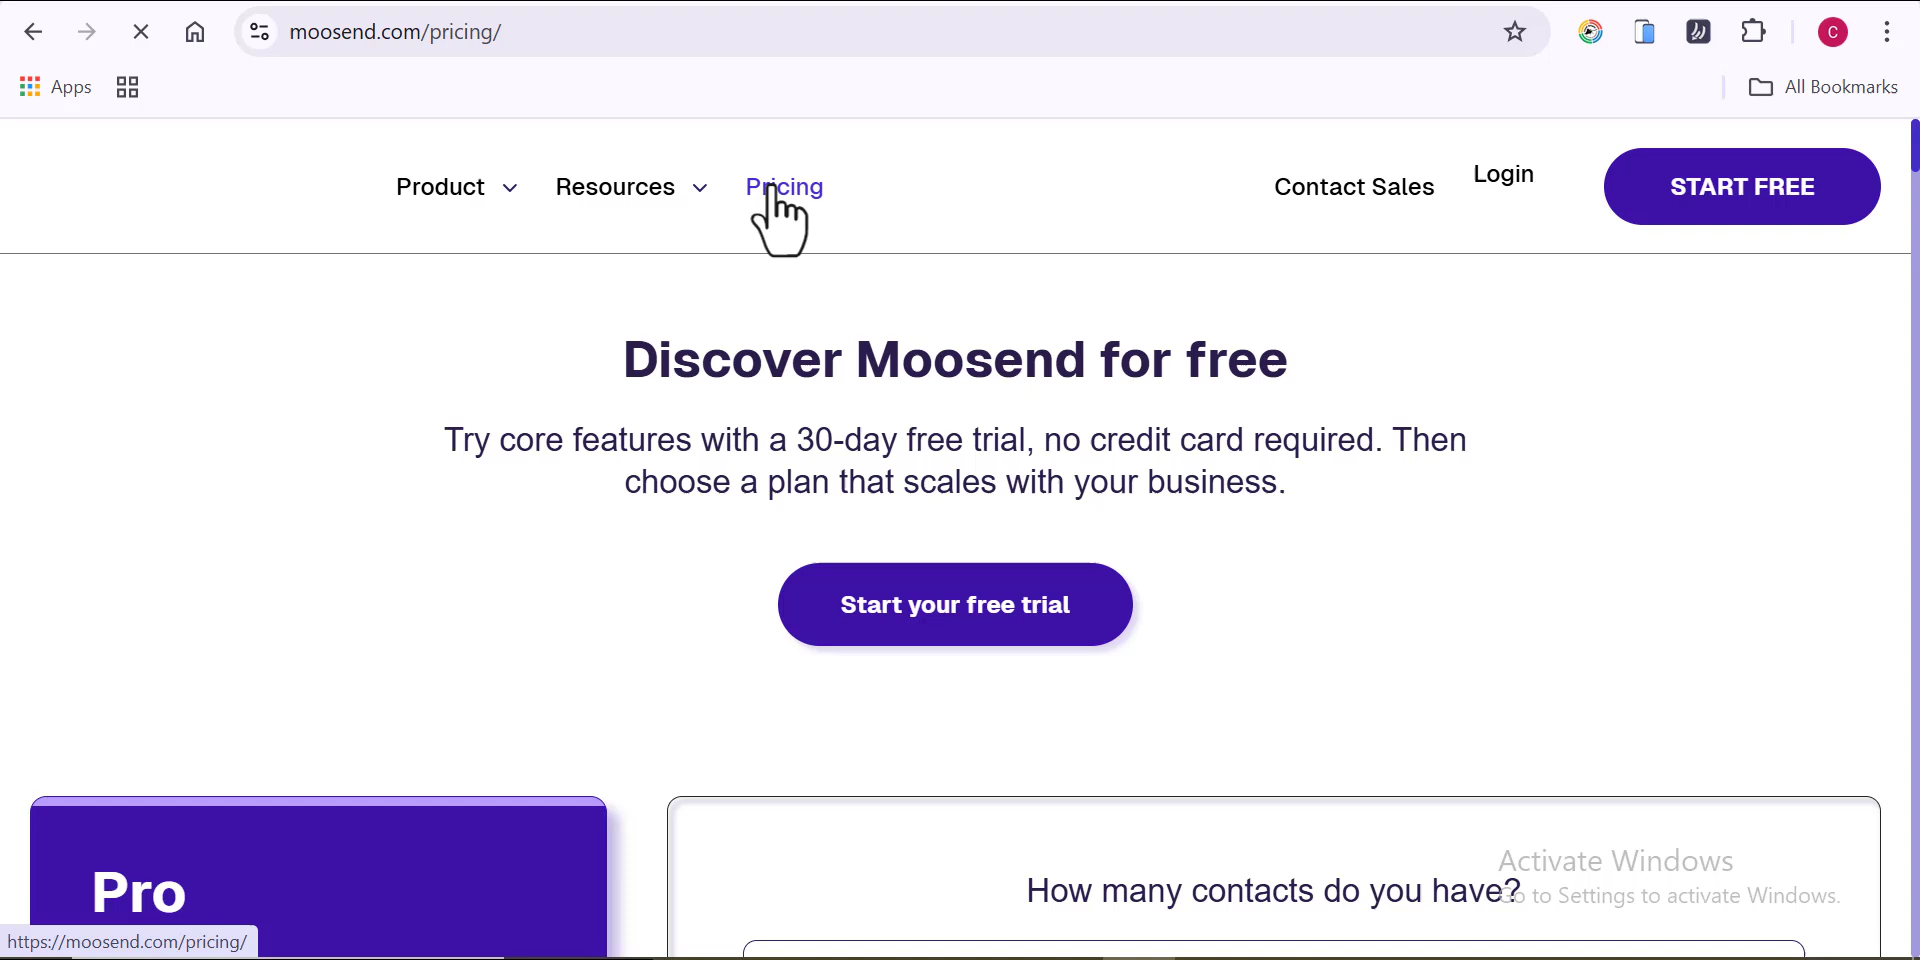 moosend.com/pricing/
C
Apps
All Bookmarks
Product
Resources
Pricing
Contact Sales
Login
START FREE
Discover Moosend for free
Try core features with a 30-day free trial, no credit card required. Then
choose a plan that scales with your business.
Start your free trial
Pro
How many contacts do you have?
Activate Windows
Go to Settings to activate Windows.
https://moosend.com/pricing/